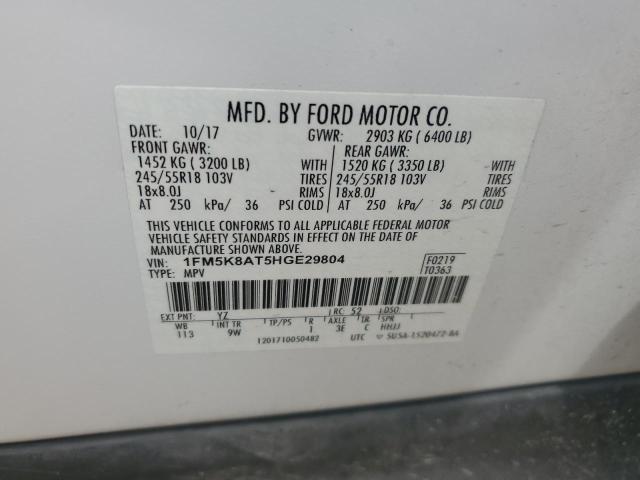 MFD. BY FORD MOTOR CO.
DATE: 10/17 GVWR: 2903 KG ( 6400 LB)
FRONT GAWR: REAR GAWR:
1452 KG ( 3200 LB) WITH 1520 KG ( 3350 LB) WITH
245/55R18 103V TIRES 245/55R18 103V TIRES
18x8.0J RIMS 18x8.0J RIMS
AT 250 kPa/ 36 PSI COLD AT 250 kPa/ 36 PSI COLD
THIS VEHICLE CONFORMS TO ALL APPLICABLE FEDERAL MOTOR
VEHICLE SAFETY STANDARDS IN EFFECT ON THE DATE OF
MANUFACTURE SHOWN ABOVE.
VIN: 1FM5K8AT5HGE29804 F0219
TYPE: MPV T0363
EXT PNT: YZ RC: 52 DSO:
WB INT TR TP/PS R AXLE TR SPR
113 9W 1 3E C HHJJ
1201710050482 UTC ▽ 5U5A-1520472-BA